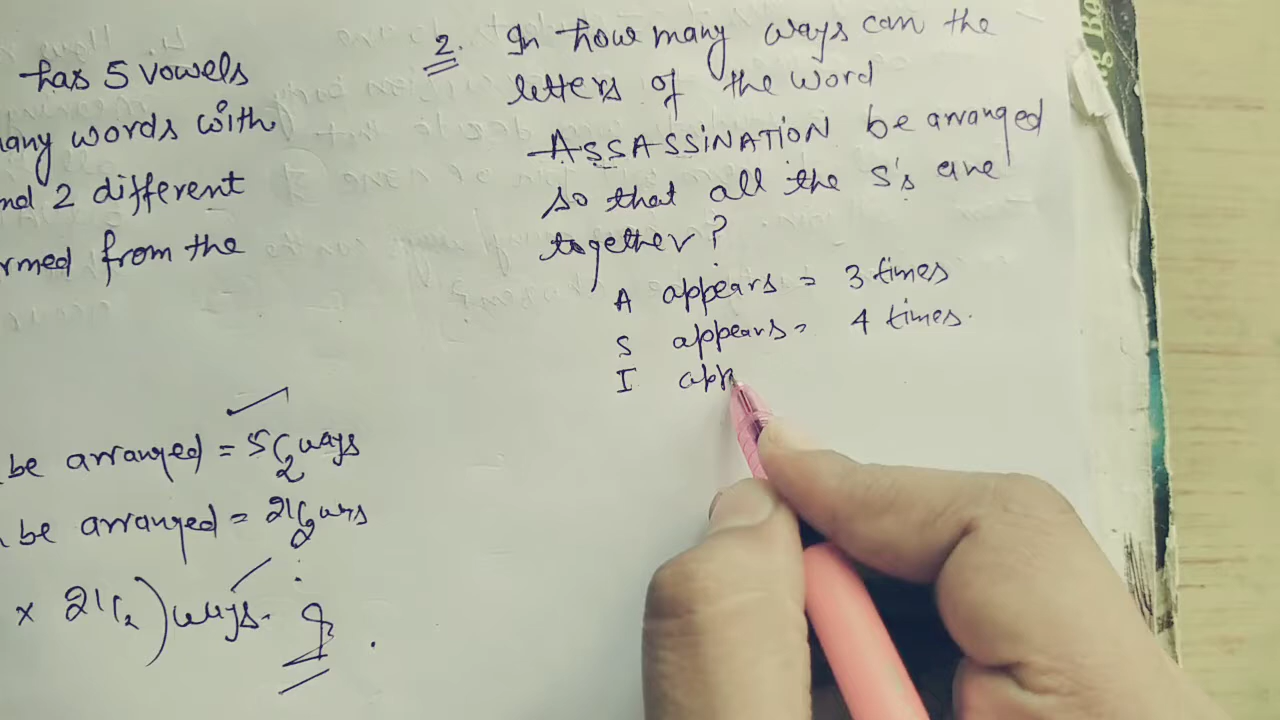 has 5 vowels
any words with
nd 2 different
rmed from the
be arranged = 5C2 ways
be arranged = 21C2 ways
x 21C2) ways.
2. In how many ways can the
letters of the word
ASSASSINATION be arranged
so that all the S's are
together?
A appears = 3 times
S appears = 4 times.
I app